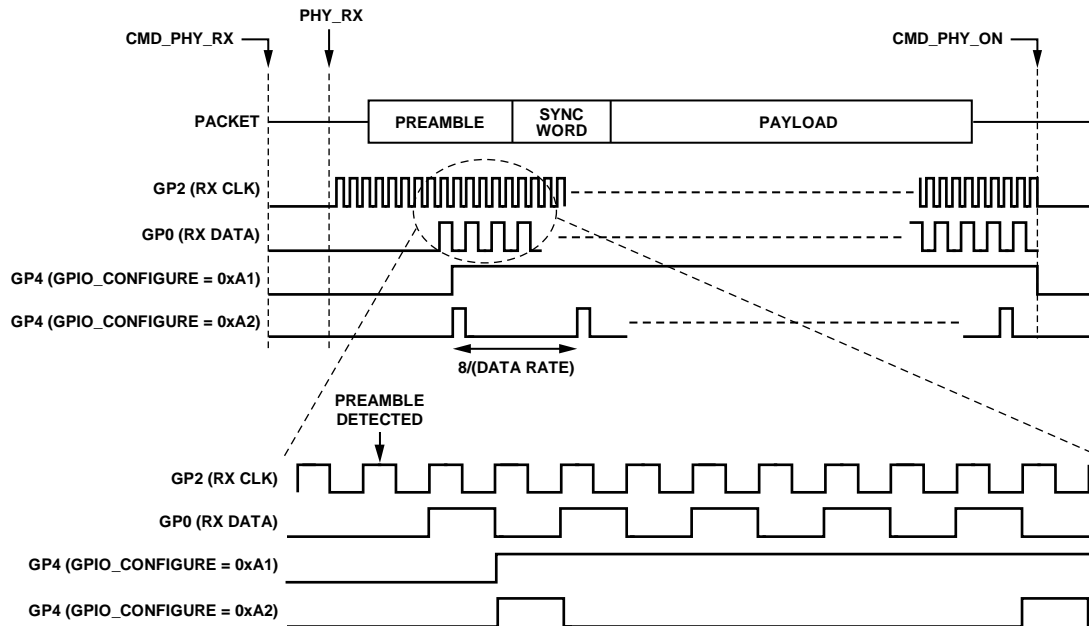 PHY_RX
CMD_PHY_RX
CMD_PHY_ON
PACKET
PREAMBLE
SYNC
WORD
PAYLOAD
GP2 (RX CLK)
GP0 (RX DATA)
GP4 (GPIO_CONFIGURE = 0xA1)
GP4 (GPIO_CONFIGURE = 0xA2)
8/(DATA RATE)
PREAMBLE
DETECTED
GP2 (RX CLK)
GP0 (RX DATA)
GP4 (GPIO_CONFIGURE = 0xA1)
GP4 (GPIO_CONFIGURE = 0xA2)